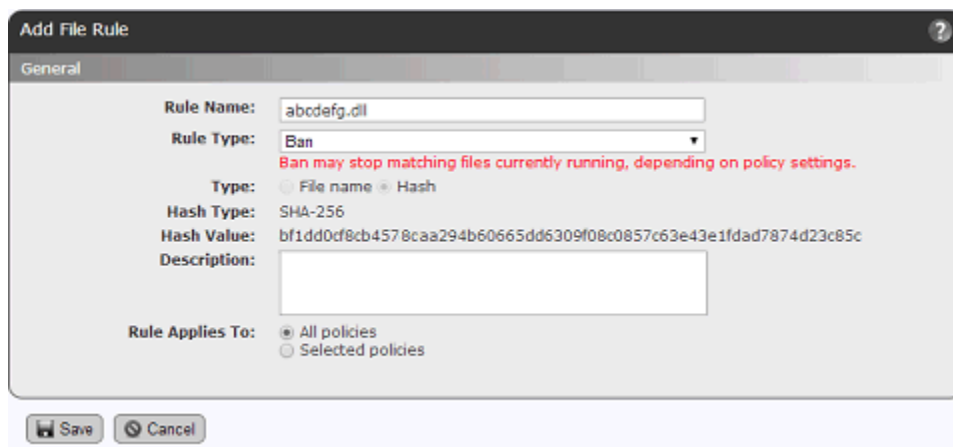 Add File Rule ?
General
Rule Name: abcdefg.dll
Rule Type: Ban
Ban may stop matching files currently running, depending on policy settings.
Type: File name Hash
Hash Type: SHA-256
Hash Value: bf1dd0cf8cb4578caa294b60665dd6309f08c0857c63e43e1fdad7874d23c85c
Description:
Rule Applies To: All policies
Selected policies
Save Cancel